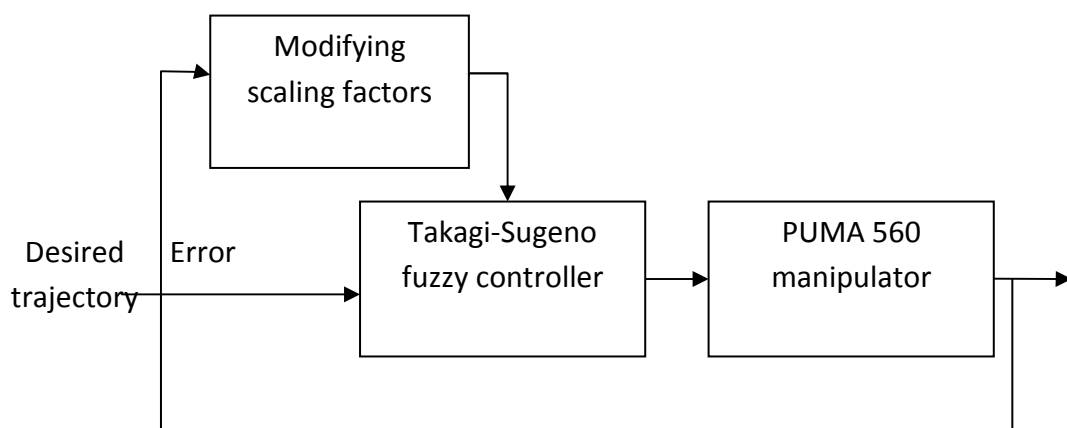 Modifying
scaling factors
Takagi-Sugeno
fuzzy controller
PUMA 560
manipulator
Desired
trajectory
Error